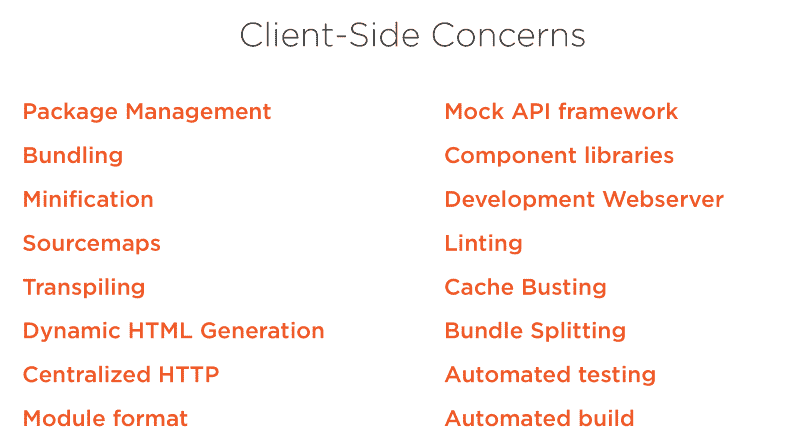 Client-Side Concerns
Package Management
Bundling
Minification
Sourcemaps
Transpiling
Dynamic HTML Generation
Centralized HTTP
Module format
Mock API framework
Component libraries
Development Webserver
Linting
Cache Busting
Bundle Splitting
Automated testing
Automated build